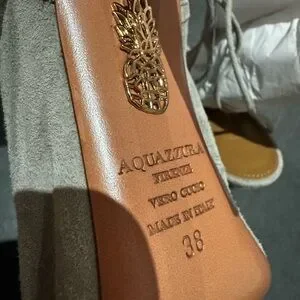 AQUAZZURA
FIRENZE
VERO CUOIO
MADE IN ITALY
38